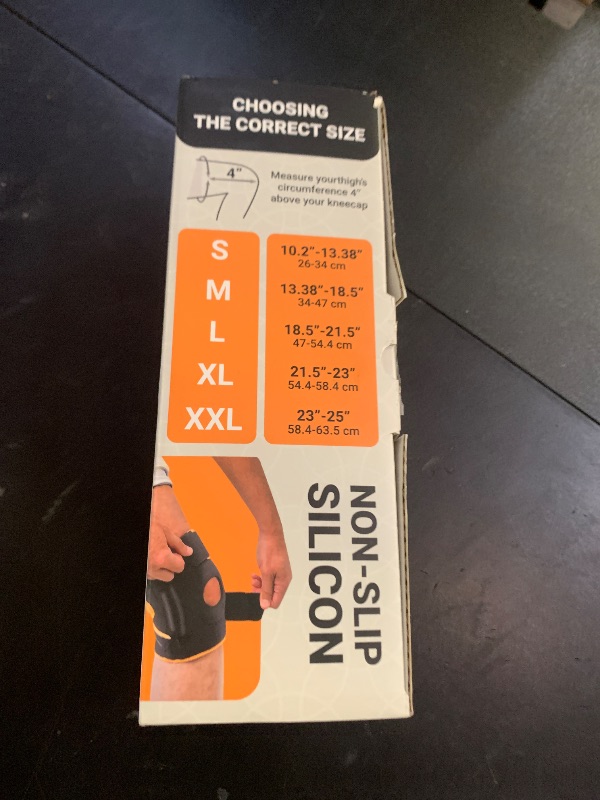 CHOOSING
THE CORRECT SIZE
4"
Measure yourthigh's
circumference 4"
above your kneecap
S
10.2"-13.38"
26-34 cm
M
13.38"-18.5"
34-47 cm
L
18.5"-21.5"
47-54.4 cm
XL
21.5"-23"
54.4-58.4 cm
XXL
23"-25"
58.4-63.5 cm
NON-SLIP
SILICON